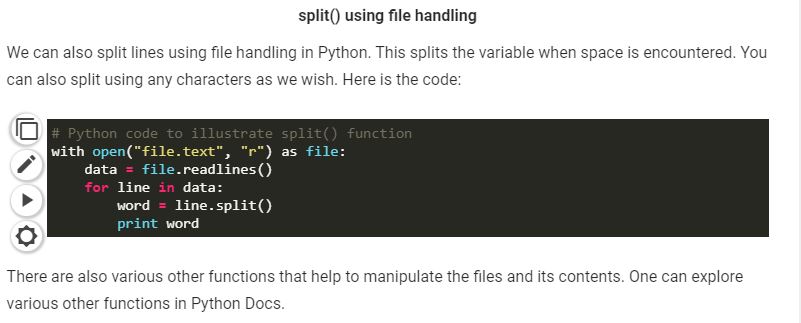 split() using file handling
We can also split lines using file handling in Python. This splits the variable when space is encountered. You
can also split using any characters as we wish. Here is the code:
# Python code to illustrate split() function
with open("file.text", "r") as file:
    data = file.readlines()
    for line in data:
        word = line.split()
        print word
There are also various other functions that help to manipulate the files and its contents. One can explore
various other functions in Python Docs.